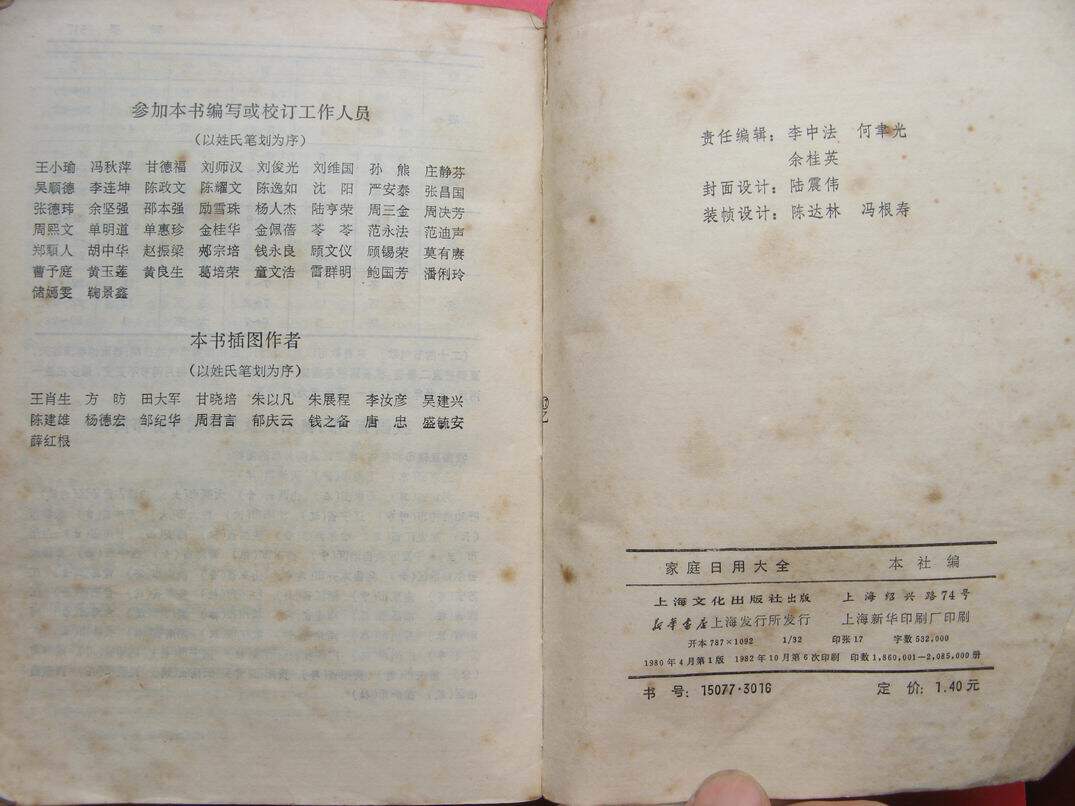 参加本书编写或校订工作人员
(以姓氏笔划为序)
王小瑜 冯秋萍 甘德福 刘师汉 刘俊光 刘维国 孙 熊 庄静芬
吴顺德 李连坤 陈政文 陈耀文 陈逸如 沈 阳 严安泰 张昌国
张德玮 余坚强 邵本强 励雪珠 杨人杰 陆亨荣 周三金 周决芳
周熙文 单明道 单惠珍 金桂华 金佩蓓 苓 苓 范永法 范迪声
郑顺人 胡中华 赵振梁 郏宗培 钱永良 顾文仪 顾锡荣 莫有赓
曹予庭 黄玉莲 黄良生 葛培荣 童文浩 雷群明 鲍国芳 潘俐玲
储嫣雯 鞠景鑫
本书插图作者
(以姓氏笔划为序)
王肖生 方 昉 田大军 甘晓培 朱以凡 朱展程 李汝彦 吴建兴
陈建雄 杨德宏 邹纪华 周君言 郁庆云 钱之备 唐 忠 盛毓安
薛红根
责任编辑：李中法 何聿光
余桂英
封面设计：陆震伟
装帧设计：陈达林 冯根寿
家庭日用大全 本社编
上海文化出版社出版 上海绍兴路74号
新华书店上海发行所发行 上海新华印刷厂印刷
开本 787×1092 1/32 印张 17 字数 532,000
1980年4月第1版 1982年10月第6次印刷 印数 1,860,001—2,085,000册
书号：15077·3016 定价：1.40元